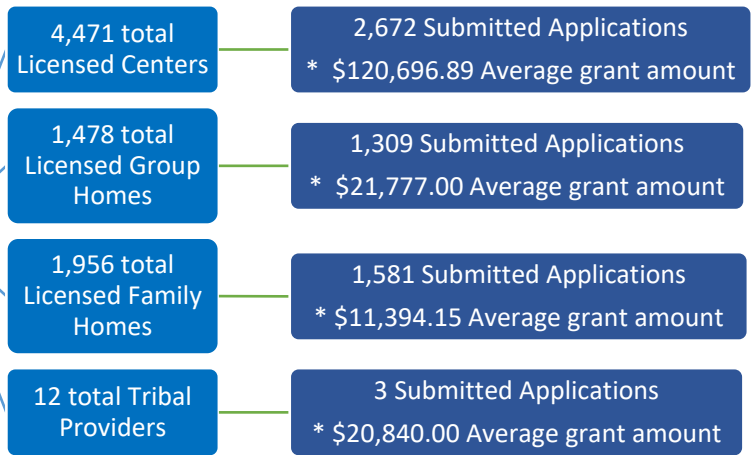 4,471 total
Licensed Centers
2,672 Submitted Applications
* $120,696.89 Average grant amount
1,478 total
Licensed Group
Homes
1,309 Submitted Applications
* $21,777.00 Average grant amount
1,956 total
Licensed Family
Homes
1,581 Submitted Applications
* $11,394.15 Average grant amount
12 total Tribal
Providers
3 Submitted Applications
* $20,840.00 Average grant amount